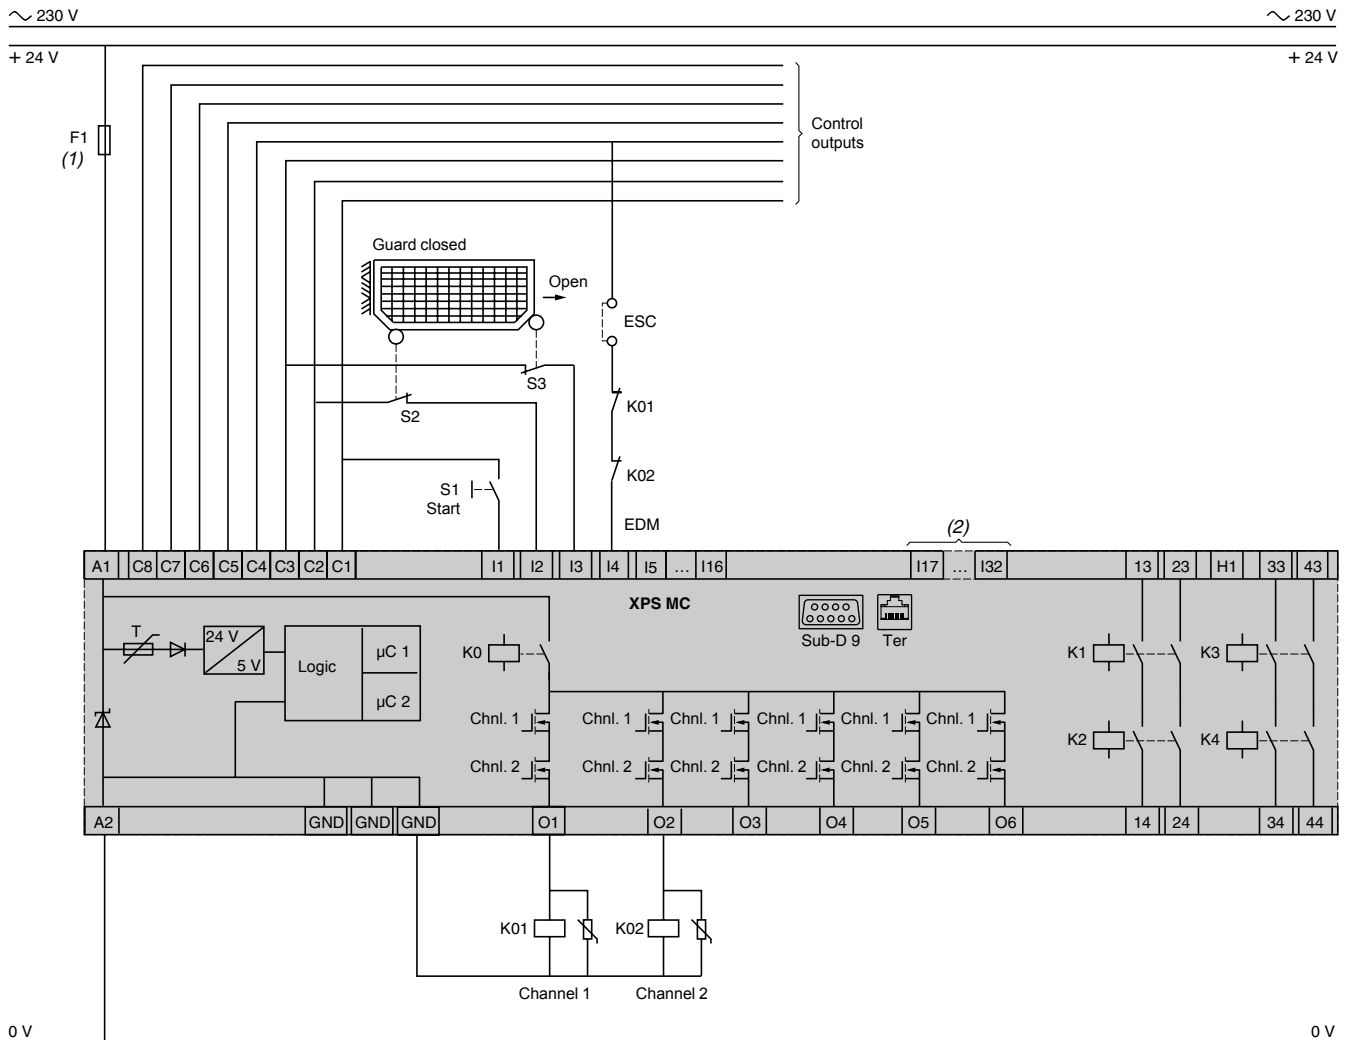 230 V 230 V
+ 24 V + 24 V
F1
(1)
Control
outputs
Guard closed
Open
ESC
S3
K01
S2
K02
S1
Start
EDM
(2)
A1 C8 C7 C6 C5 C4 C3 C2 C1 I1 I2 I3 I4 I5 ... I16 I17 ... I32 13 23 H1 33 43
XPS MC
T
24 V
5 V
Logic
µC 1
µC 2
K0
Sub-D 9 Ter
K1 K3
Chnl. 1 Chnl. 1 Chnl. 1 Chnl. 1 Chnl. 1 Chnl. 1
K2 K4
Chnl. 2 Chnl. 2 Chnl. 2 Chnl. 2 Chnl. 2 Chnl. 2
A2 GND GND GND O1 O2 O3 O4 O5 O6 14 24 34 44
K01 K02
Channel 1 Channel 2
0 V 0 V